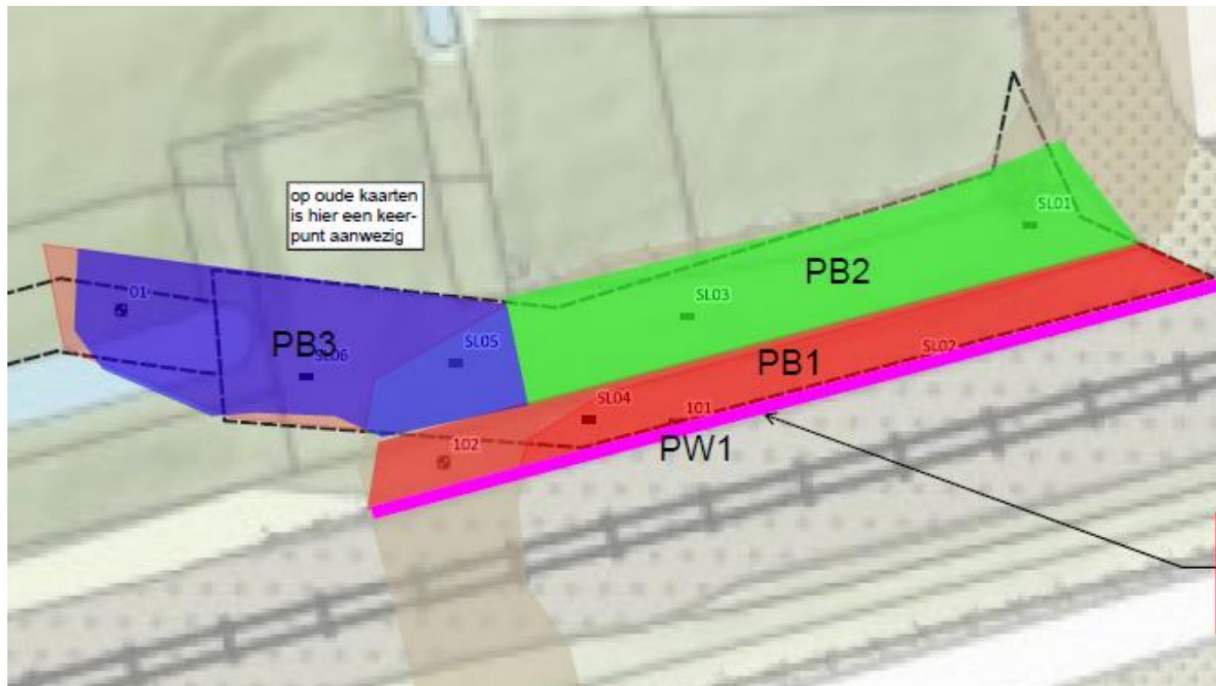 op oude kaarten
is hier een keer-
punt aanwezig
SL01
PB2
01
SL03
PB3
SL06
SL05
PB1
SL02
SL04
101
102
PW1